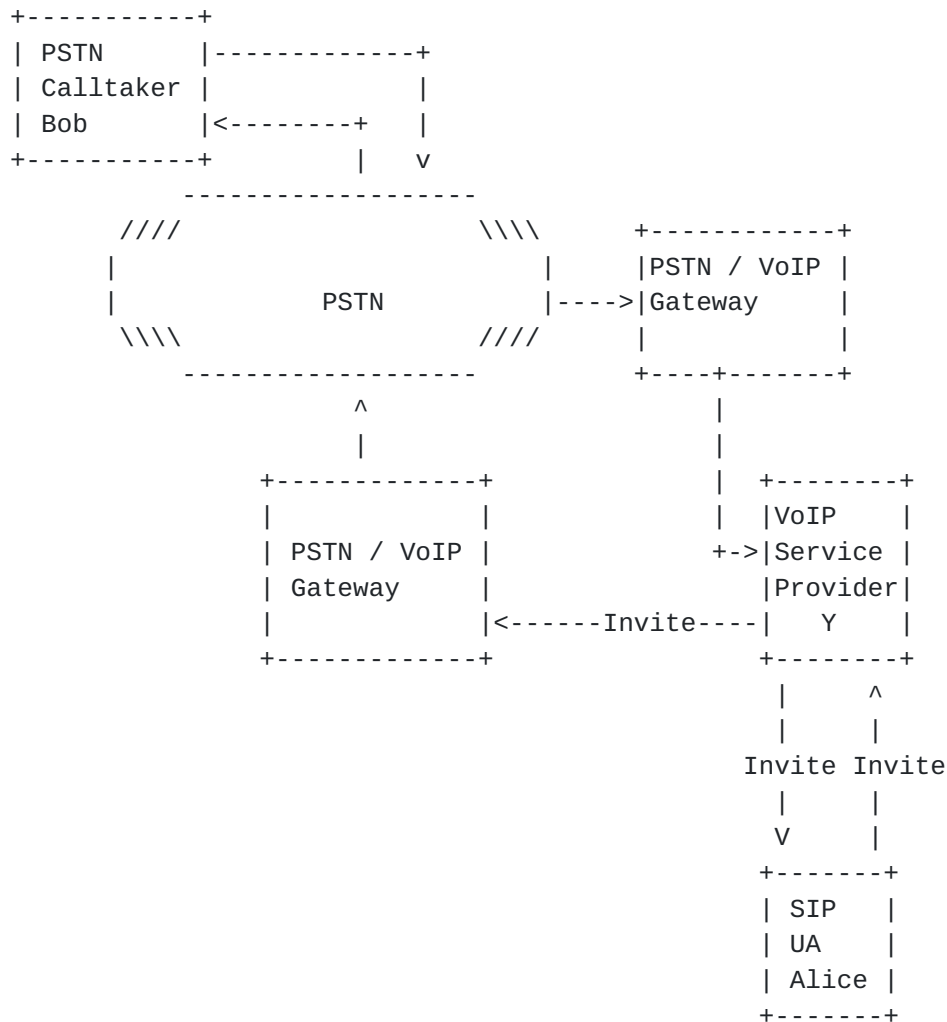 PSTN
Calltaker
Bob
PSTN / VoIP
Gateway
PSTN
VoIP
Service
Provider
Y
PSTN / VoIP
Gateway
Invite
Invite Invite
SIP
UA
Alice